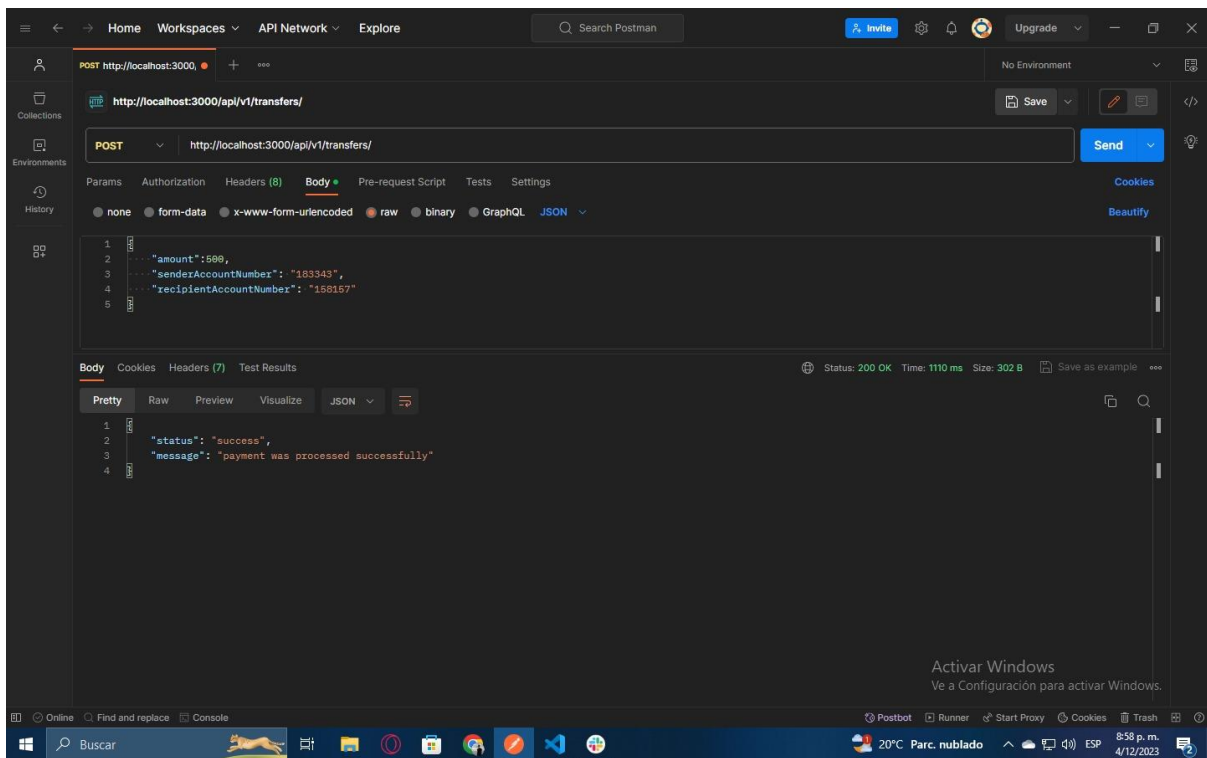 Home Workspaces API Network Explore Search Postman Invite Upgrade
POST http://localhost:3000, No Environment
HTTP http://localhost:3000/api/v1/transfers/ Save
POST http://localhost:3000/api/v1/transfers/ Send
Params Authorization Headers (8) Body Pre-request Script Tests Settings Cookies
none form-data x-www-form-urlencoded raw binary GraphQL JSON Beautify
Collections
Environments
History
1 {
2 "amount":500,
3 "senderAccountNumber": "183343",
4 "recipientAccountNumber": "158157"
5 }
Body Cookies Headers (7) Test Results Status: 200 OK Time: 1110 ms Size: 302 B Save as example
Pretty Raw Preview Visualize JSON
1 {
2 "status": "success",
3 "message": "payment was processed successfully"
4 }
Activar Windows
Ve a Configuración para activar Windows.
Online Find and replace Console Postbot Runner Start Proxy Cookies Trash
Buscar 20°C Parc. nublado ESP 8:58 p. m.
4/12/2023
2